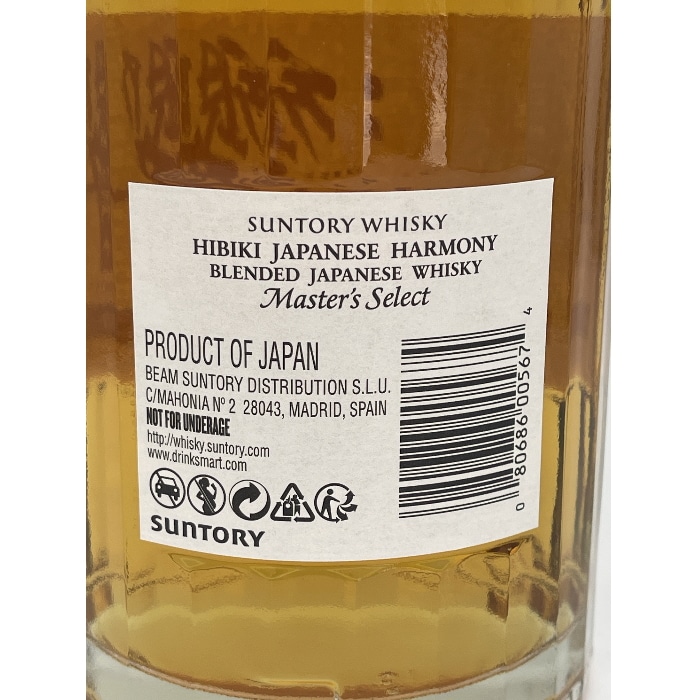 SUNTORY WHISKY
HIBIKI JAPANESE HARMONY
BLENDED JAPANESE WHISKY
Master's Select
PRODUCT OF JAPAN
BEAM SUNTORY DISTRIBUTION S.L.U.
C/MAHONIA Nº 2 28043, MADRID, SPAIN
NOT FOR UNDERAGE
http://whisky.suntory.com
www.drinksmart.com
SUNTORY
0 80686 00567 4